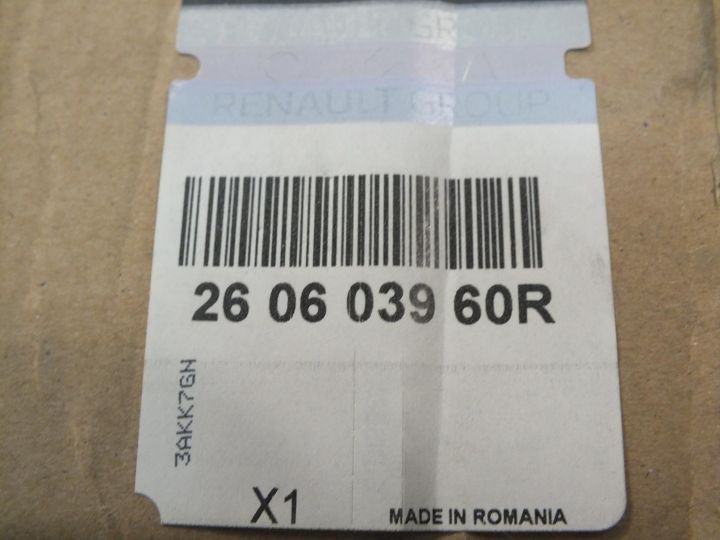 RENAULT GROUP
26 06 039 60R
3AKK7GN
X1
MADE IN ROMANIA